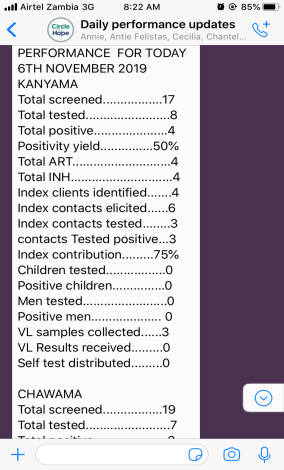 Airtel Zambia 3G 8:22 AM 85%
Circle Hope
Daily performance updates
Annie, Antie Felistas, Cecilia, Chantel...
PERFORMANCE FOR TODAY
6TH NOVEMBER 2019
KANYAMA
Total screened.................17
Total tested........................8
Total positive.....................4
Positivity yield...............50%
Total ART............................4
Total INH.............................4
Index clients identified.......4
Index contacts elicited......6
Index contacts tested........3
contacts Tested positive...3
Index contribution.........75%
Children tested.................0
Positive children...............0
Men tested........................0
Positive men..................... 0
VL samples collected......3
VL Results received.........0
Self test distributed.........0
CHAWAMA
Total screened.................19
Total tested........................7